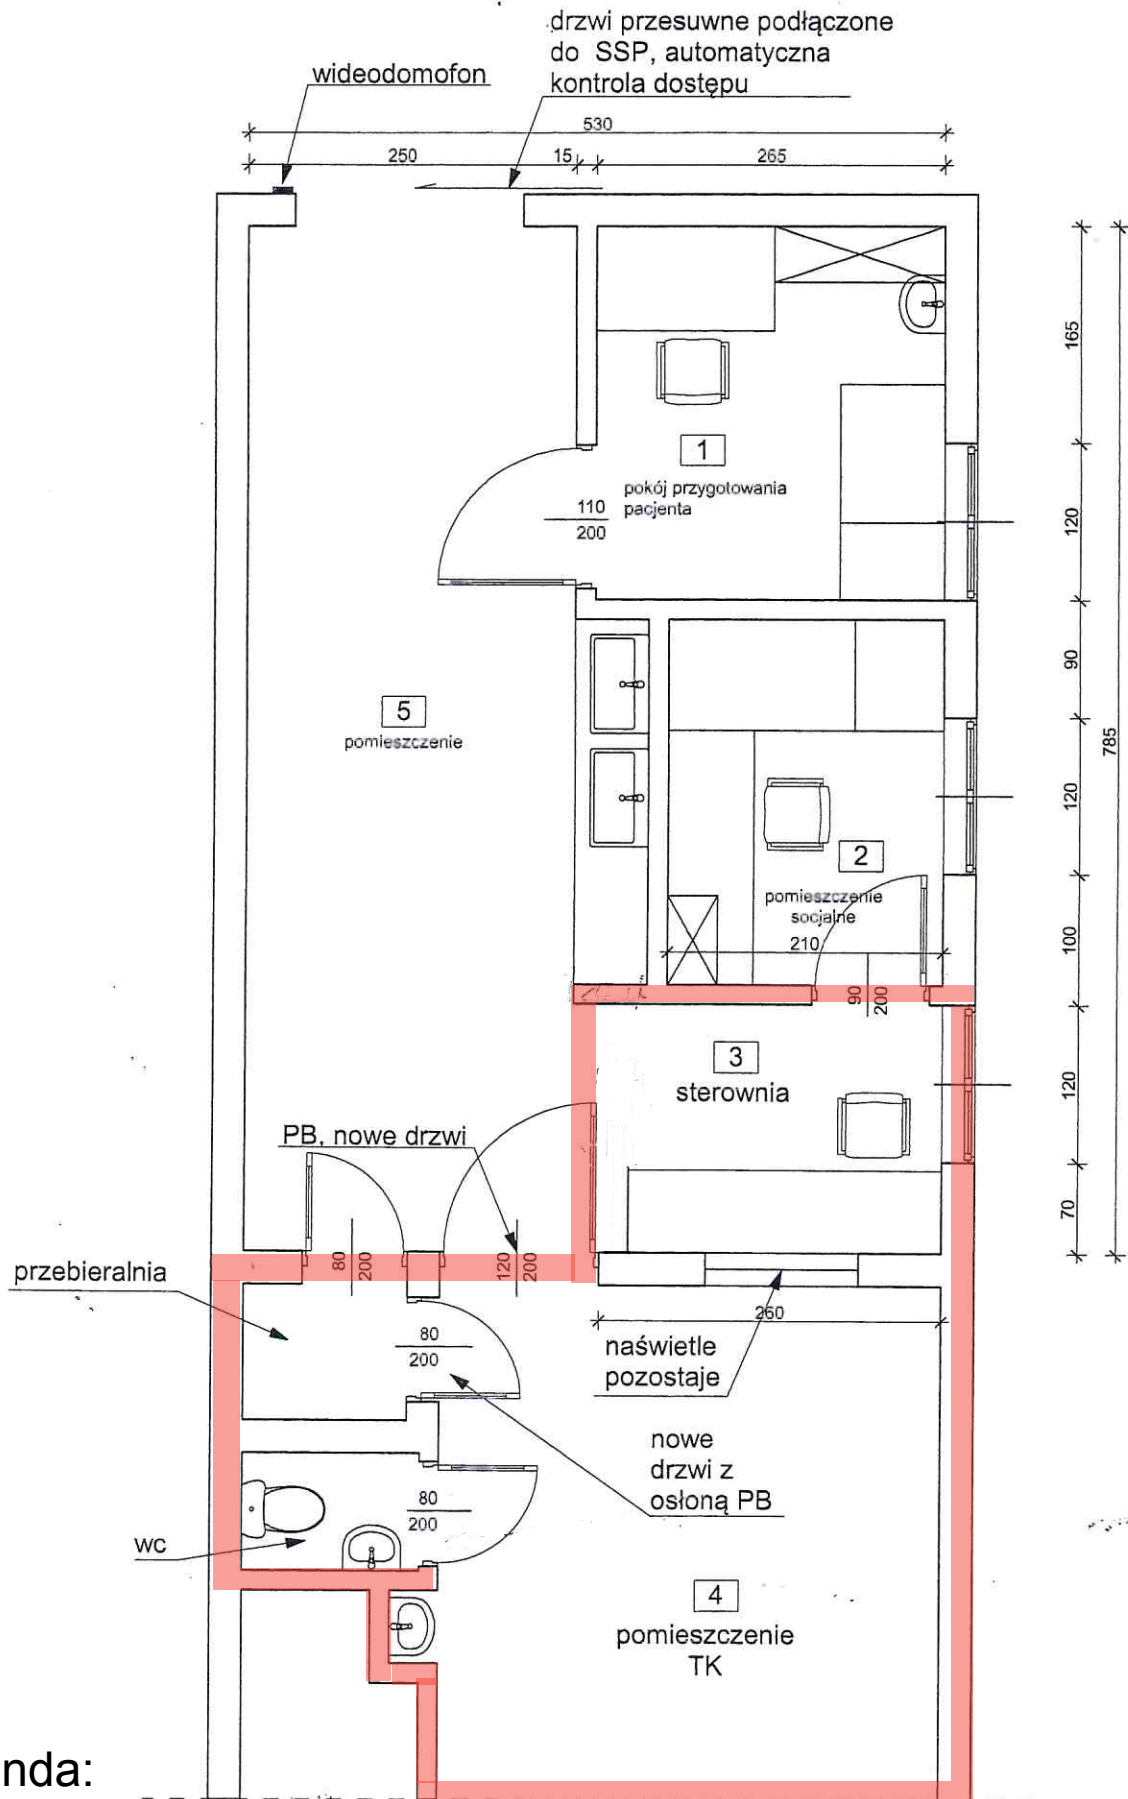 drzwi przesuwne podłączone
do SSP, automatyczna
kontrola dostępu
wideodomofon
530
250
15
265
165
1
pokój przygotowania
pacjenta
110
200
120
90
5
pomieszczenie
785
120
2
pomieszczenie
socjalne
210
100
90
200
3
sterownia
120
PB, nowe drzwi
70
80
200
120
200
przebieralnia
260
80
200
naświetle
pozostaje
nowe
drzwi z
osłoną PB
80
200
wc
4
pomieszczenie
TK
nda: